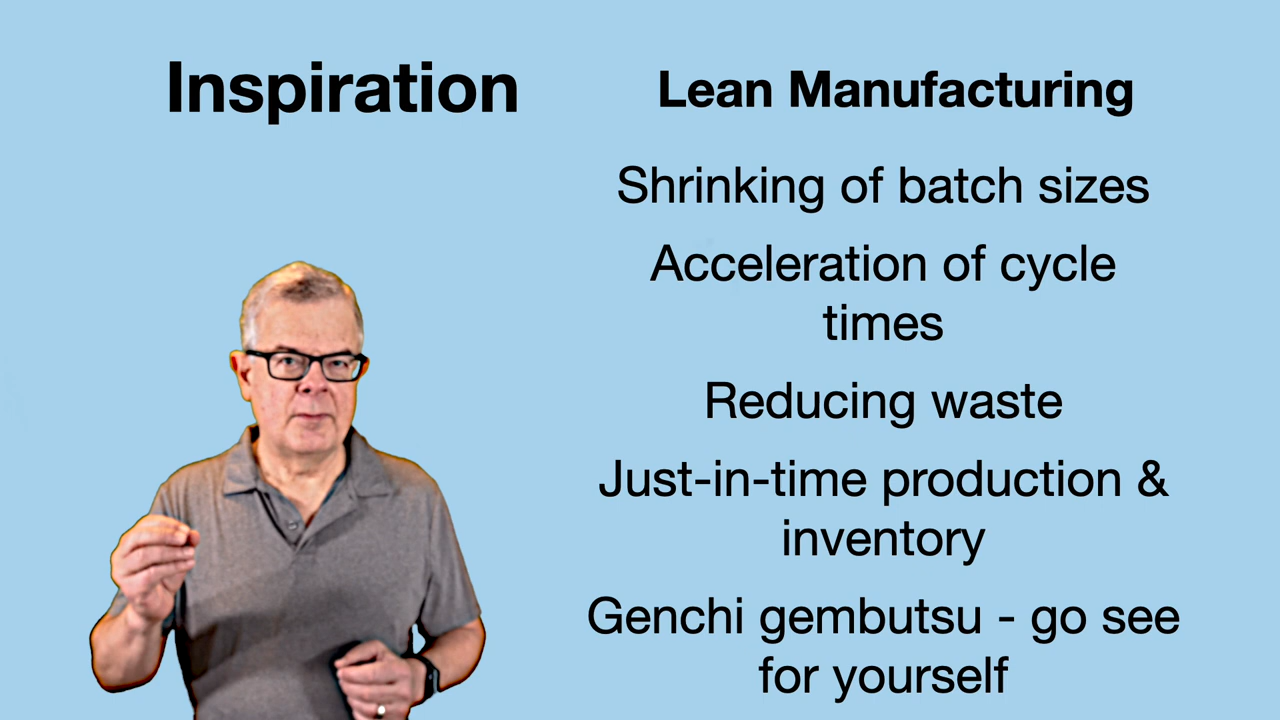 Inspiration
Lean Manufacturing
Shrinking of batch sizes
Acceleration of cycle
times
Reducing waste
Just-in-time production &
inventory
Genchi gembutsu - go see
for yourself